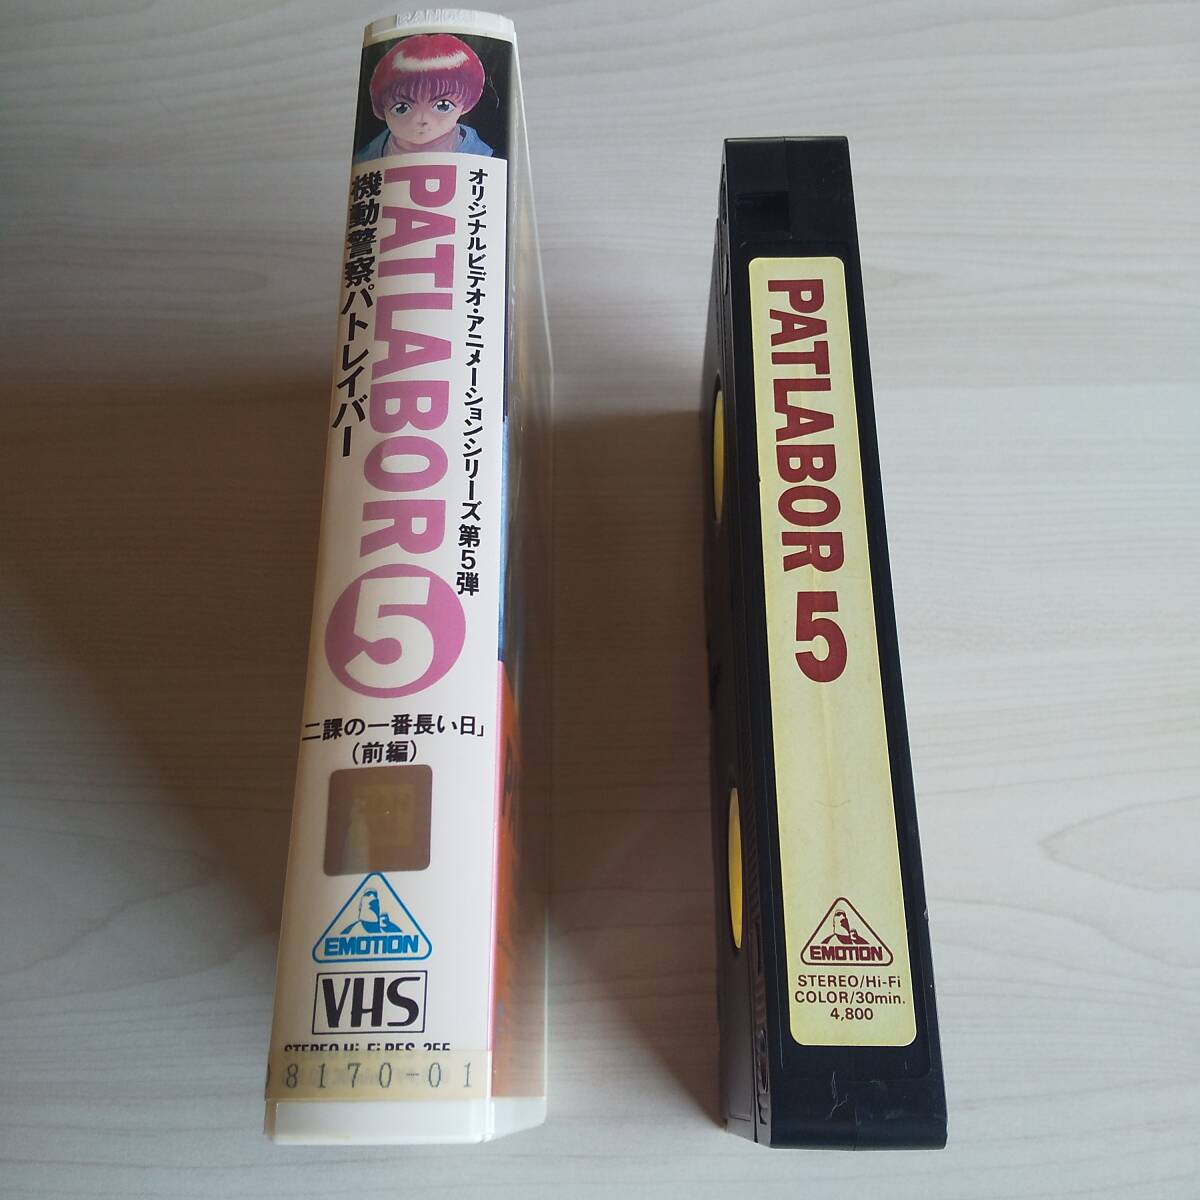 オリジナルビデオ・アニメーションシリーズ第5弾
PATLABOR 5
機動警察パトレイバー
二課の一番長い日」
(前編)
EMOTION
VHS
STEREO Hi-Fi BES-255
8170-01
PATLABOR 5
EMOTION
STEREO/Hi-Fi
COLOR/30min.
4,800